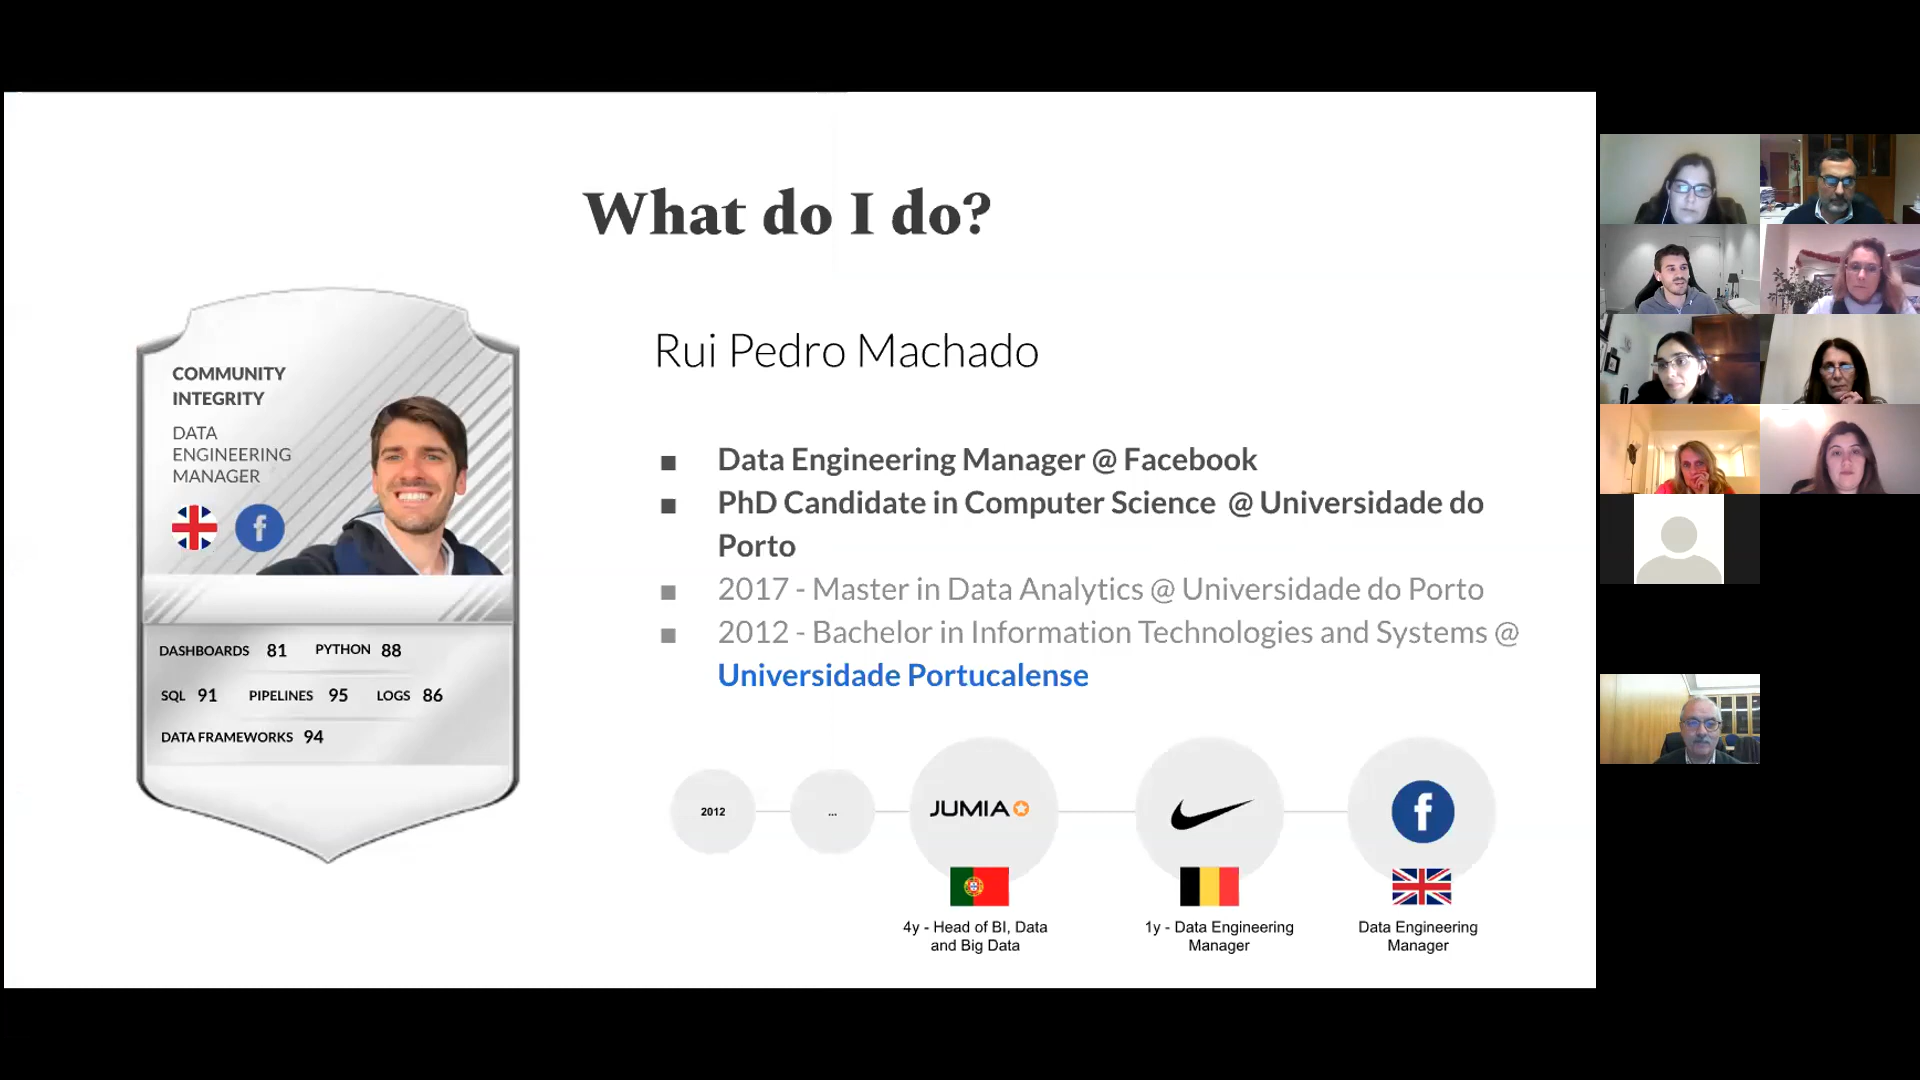 What do I do?
COMMUNITY
INTEGRITY
DATA
ENGINEERING
MANAGER
f
DASHBOARDS 81 PYTHON 88
SQL 91 PIPELINES 95 LOGS 86
DATA FRAMEWORKS 94
Rui Pedro Machado
■ Data Engineering Manager @ Facebook
■ PhD Candidate in Computer Science @ Universidade do
Porto
■ 2017 - Master in Data Analytics @ Universidade do Porto
■ 2012 - Bachelor in Information Technologies and Systems @
Universidade Portucalense
2012 ... JUMIA f
4y - Head of BI, Data
and Big Data
1y - Data Engineering
Manager
Data Engineering
Manager